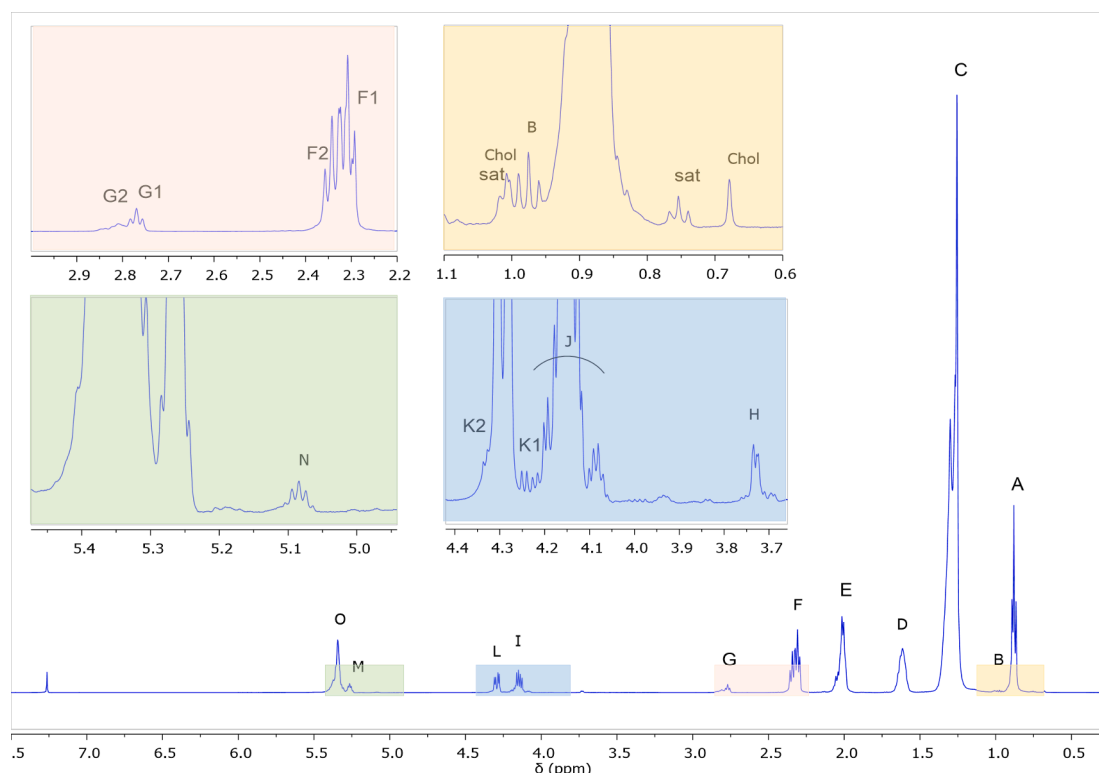 C
F1
F2
G2
G1
2.9 2.8 2.7 2.6 2.5 2.4 2.3 2.2
B
Chol
sat
sat
Chol
1.1 1.0 0.9 0.8 0.7 0.6
N
5.4 5.3 5.2 5.1 5.0
J
K2
K1
H
4.4 4.3 4.2 4.1 4.0 3.9 3.8 3.7
A
O
M
L
I
G
F
E
D
B
.5 7.0 6.5 6.0 5.5 5.0 4.5 4.0 3.5 3.0 2.5 2.0 1.5 1.0 0.5
δ (ppm)